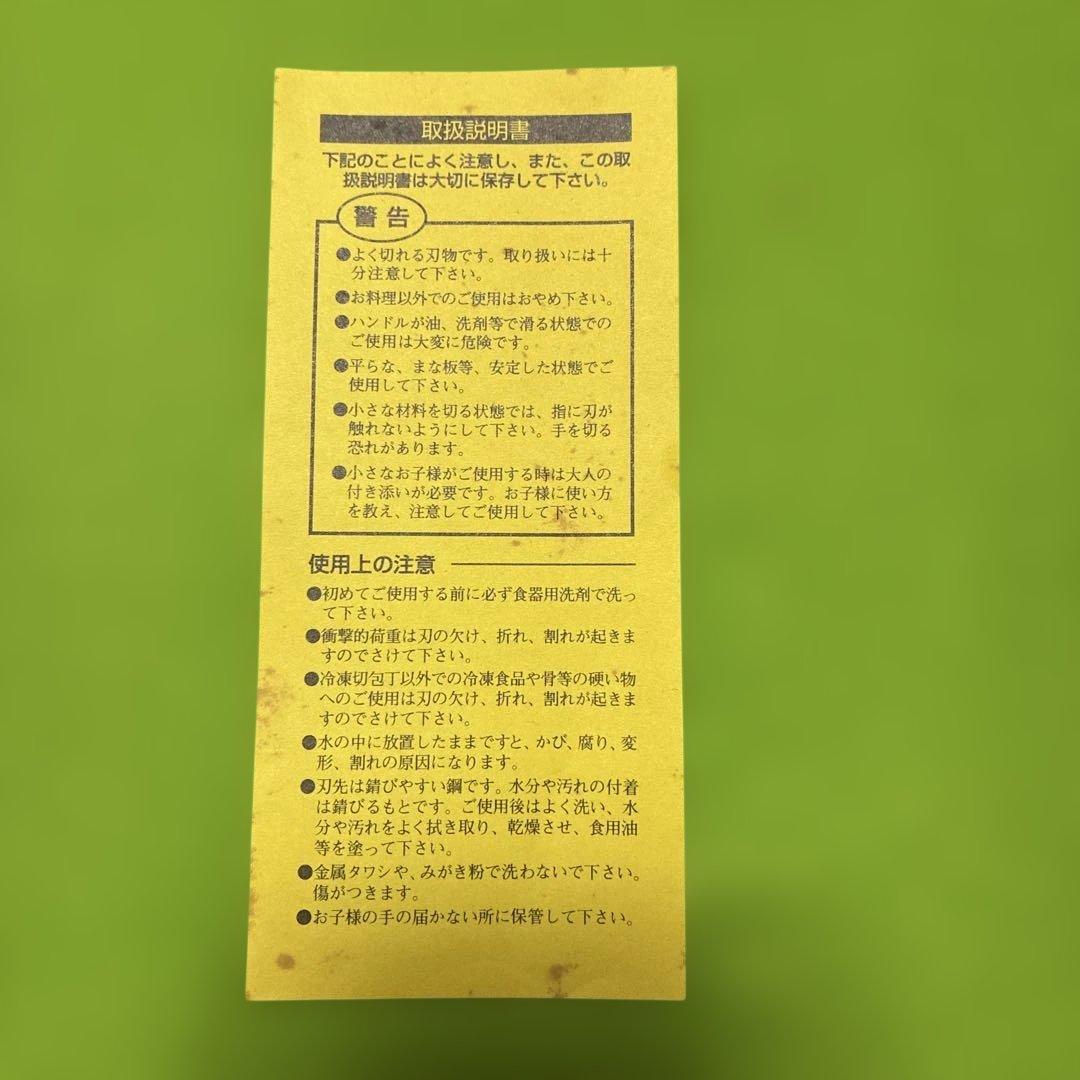 取扱説明書
下記のことによく注意し、また、この取
扱説明書は大切に保存して下さい。
警告
●よく切れる刃物です。取り扱いには十
分注意して下さい。
●お料理以外でのご使用はおやめ下さい。
●ハンドルが油、洗剤等で滑る状態での
ご使用は大変に危険です。
●平らな、まな板等、安定した状態でご
使用して下さい。
●小さな材料を切る状態では、指に刃が
触れないようにして下さい。手を切る
恐れがあります。
●小さなお子様がご使用する時は大人の
付き添いが必要です。お子様に使い方
を教え、注意してご使用して下さい。
使用上の注意
●初めてご使用する前に必ず食器用洗剤で洗っ
て下さい。
●衝撃的荷重は刃の欠け、折れ、割れが起きま
すのでさけて下さい。
●冷凍切包丁以外での冷凍食品や骨等の硬い物
へのご使用は刃の欠け、折れ、割れが起きま
すのでさけて下さい。
●水の中に放置したままですと、かび、腐り、変
形、割れの原因になります。
●刃先は錆びやすい鋼です。水分や汚れの付着
は錆びるもとです。ご使用後はよく洗い、水
分や汚れをよく拭き取り、乾燥させ、食用油
等を塗って下さい。
●金属タワシや、みがき粉で洗わないで下さい。
傷がつきます。
●お子様の手の届かない所に保管して下さい。